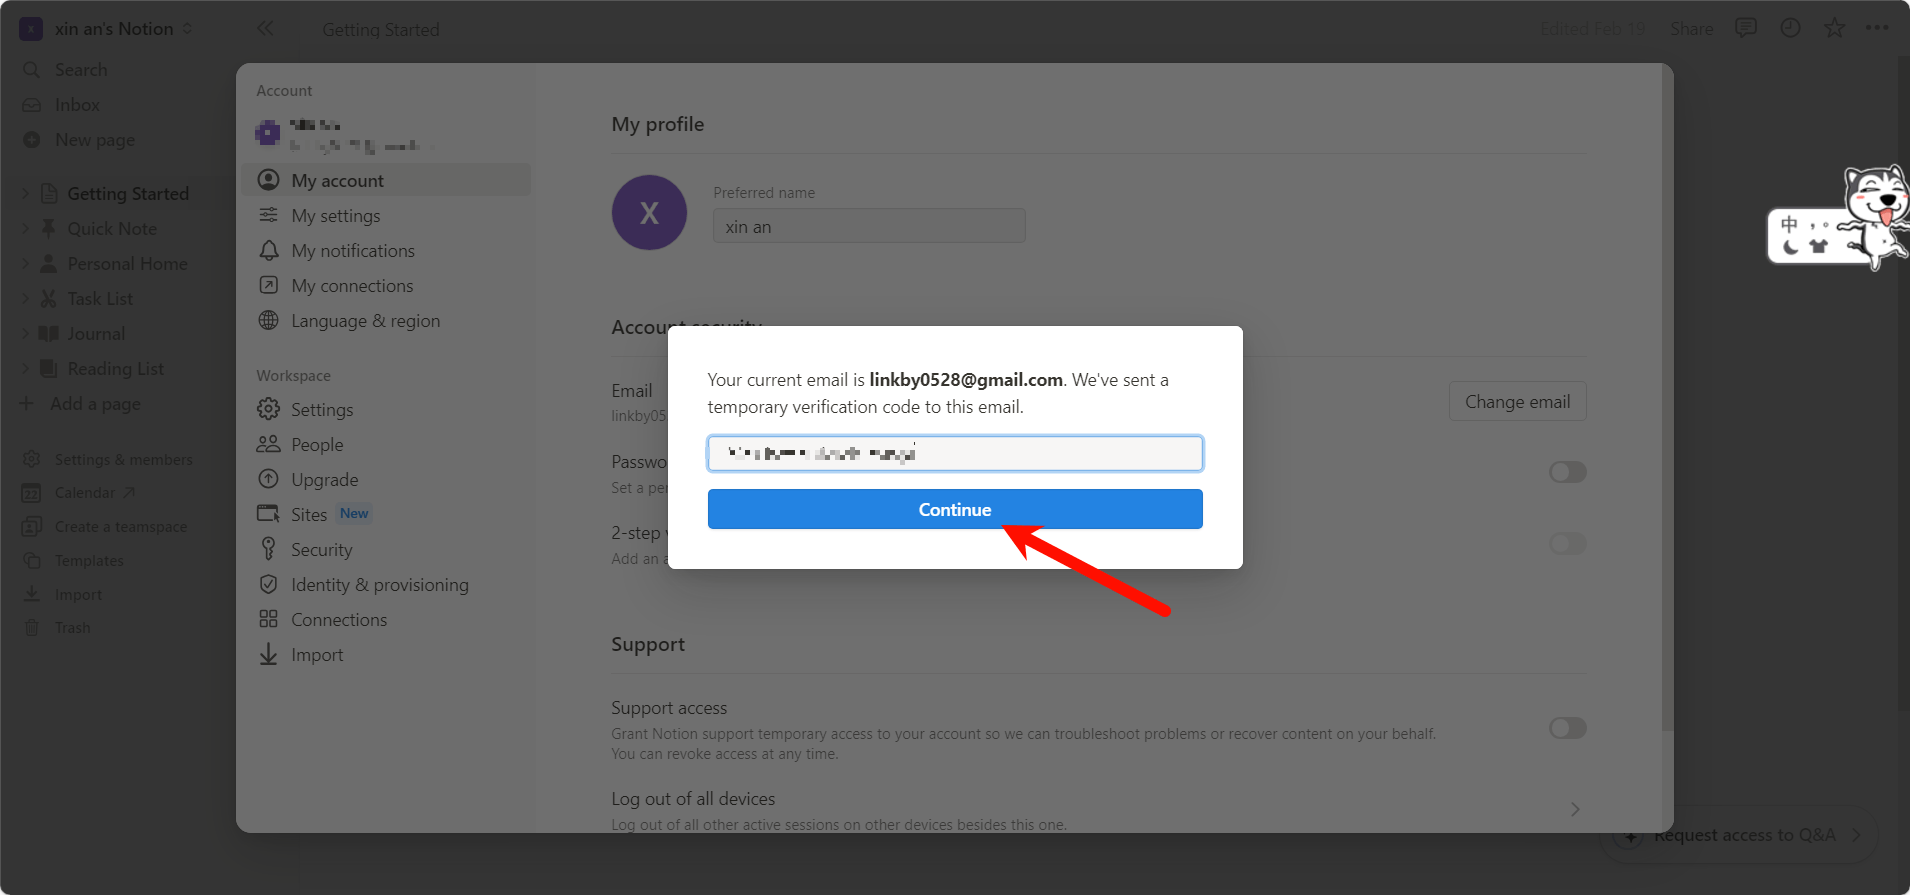 x xin an's Notion
Getting Started
Edited Feb 19
Share
Search
Inbox
New page
Getting Started
Quick Note
Personal Home
Task List
Journal
Reading List
Add a page
Settings & members
22 Calendar
Create a teamspace
Templates
Import
Trash
Account
My account
My settings
My notifications
My connections
Language & region
Workspace
Settings
People
Upgrade
Sites New
Security
Identity & provisioning
Connections
Import
My profile
X
Preferred name
xin an
Account security
Email
linkby05
Change email
Passwo
Set a pe
2-step
Add an a
Your current email is linkby0528@gmail.com. We've sent a
temporary verification code to this email.
Continue
Support
Support access
Grant Notion support temporary access to your account so we can troubleshoot problems or recover content on your behalf.
You can revoke access at any time.
Log out of all devices
Log out of all other active sessions on other devices besides this one.
Request access to Q&A
中 ，。